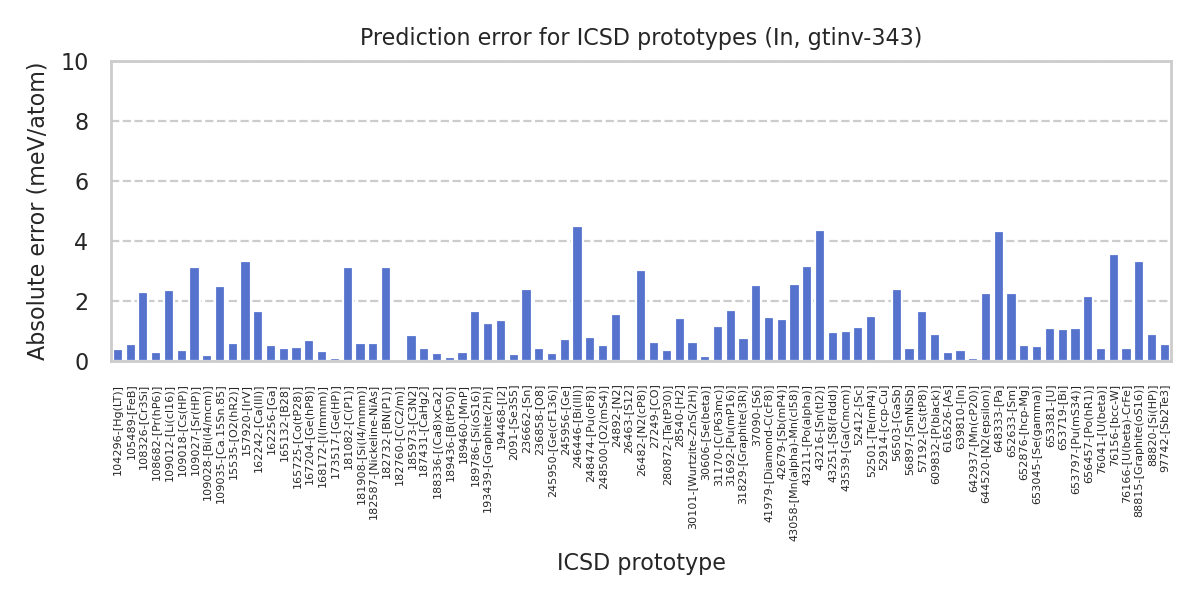 Prediction error for ICSD prototypes (In, gtinv-343)
Absolute error (meV/atom)
10
8
6
4
2
0
104296-[Hg(LT)]
105489-[FeB]
108326-[Cr3Si]
108682-[Pr(hP6)]
109012-[Li(cI16)]
109018-[Cs(HP)]
109027-[Sr(HP)]
109028-[Bi(I4/mcm)]
109035-[Ca.15Sn.85]
15535-[O2(hR2)]
157920-[IrV]
162242-[Ca(III)]
162256-[Ga]
165132-[B28]
165725-[Co(tP28)]
167204-[Ge(hP8)]
168172-[I(Immm)]
173517-[Ge(HP)]
181082-[C(P1)]
181908-[Si(I4/mmm)]
182587-[Nickeline-NiAs]
182732-[BN(P1)]
182760-[C(C2/m)]
185973-[C3N2]
187431-[CaHg2]
188336-[(Ca8)xCa2]
189436-[B(tP50)]
189460-[MnP]
189786-[Si(oS16)]
193439-[Graphite(2H)]
194468-[I2]
2091-[Se3S5]
236662-[Sn]
236858-[O8]
245950-[Ge(cF136)]
245956-[Ge]
246446-[Bi(III)]
248474-[Pu(oF8)]
248500-[O2(mS4)]
24892-[N2]
26463-[S12]
26482-[N2(cP8)]
27249-[CO]
280872-[Ta(tP30)]
28540-[H2]
30101-[Wurtzite-ZnS(2H)]
30606-[Se(beta)]
31170-[C(P63mc)]
31692-[Pu(mP16)]
31829-[Graphite(3R)]
37090-[S6]
41979-[Diamond-C(cF8)]
42679-[Sb(mP4)]
43058-[Mn(alpha)-Mn(cI58)]
43211-[Po(alpha)]
43216-[Sn(tI2)]
43251-[S8(Fddd)]
43539-[Ga(Cmcm)]
52412-[Sc]
52501-[Te(mP4)]
52914-[ccp-Cu]
56503-[GaSb]
56897-[SmNiSb]
57192-[Cs(tP8)]
609832-[P(black)]
616526-[As]
639810-[In]
642937-[Mn(cP20)]
644520-[N2(epsilon)]
648333-[Pa]
652633-[Sm]
652876-[hcp-Mg]
653045-[Se(gamma)]
653381-[U]
653719-[Bi]
653797-[Pu(mS34)]
656457-[Po(hR1)]
76041-[U(beta)]
76156-[bcc-W]
76166-[U(beta)-CrFe]
88815-[Graphite(oS16)]
88820-[Si(HP)]
97742-[Sb2Te3]
ICSD prototype